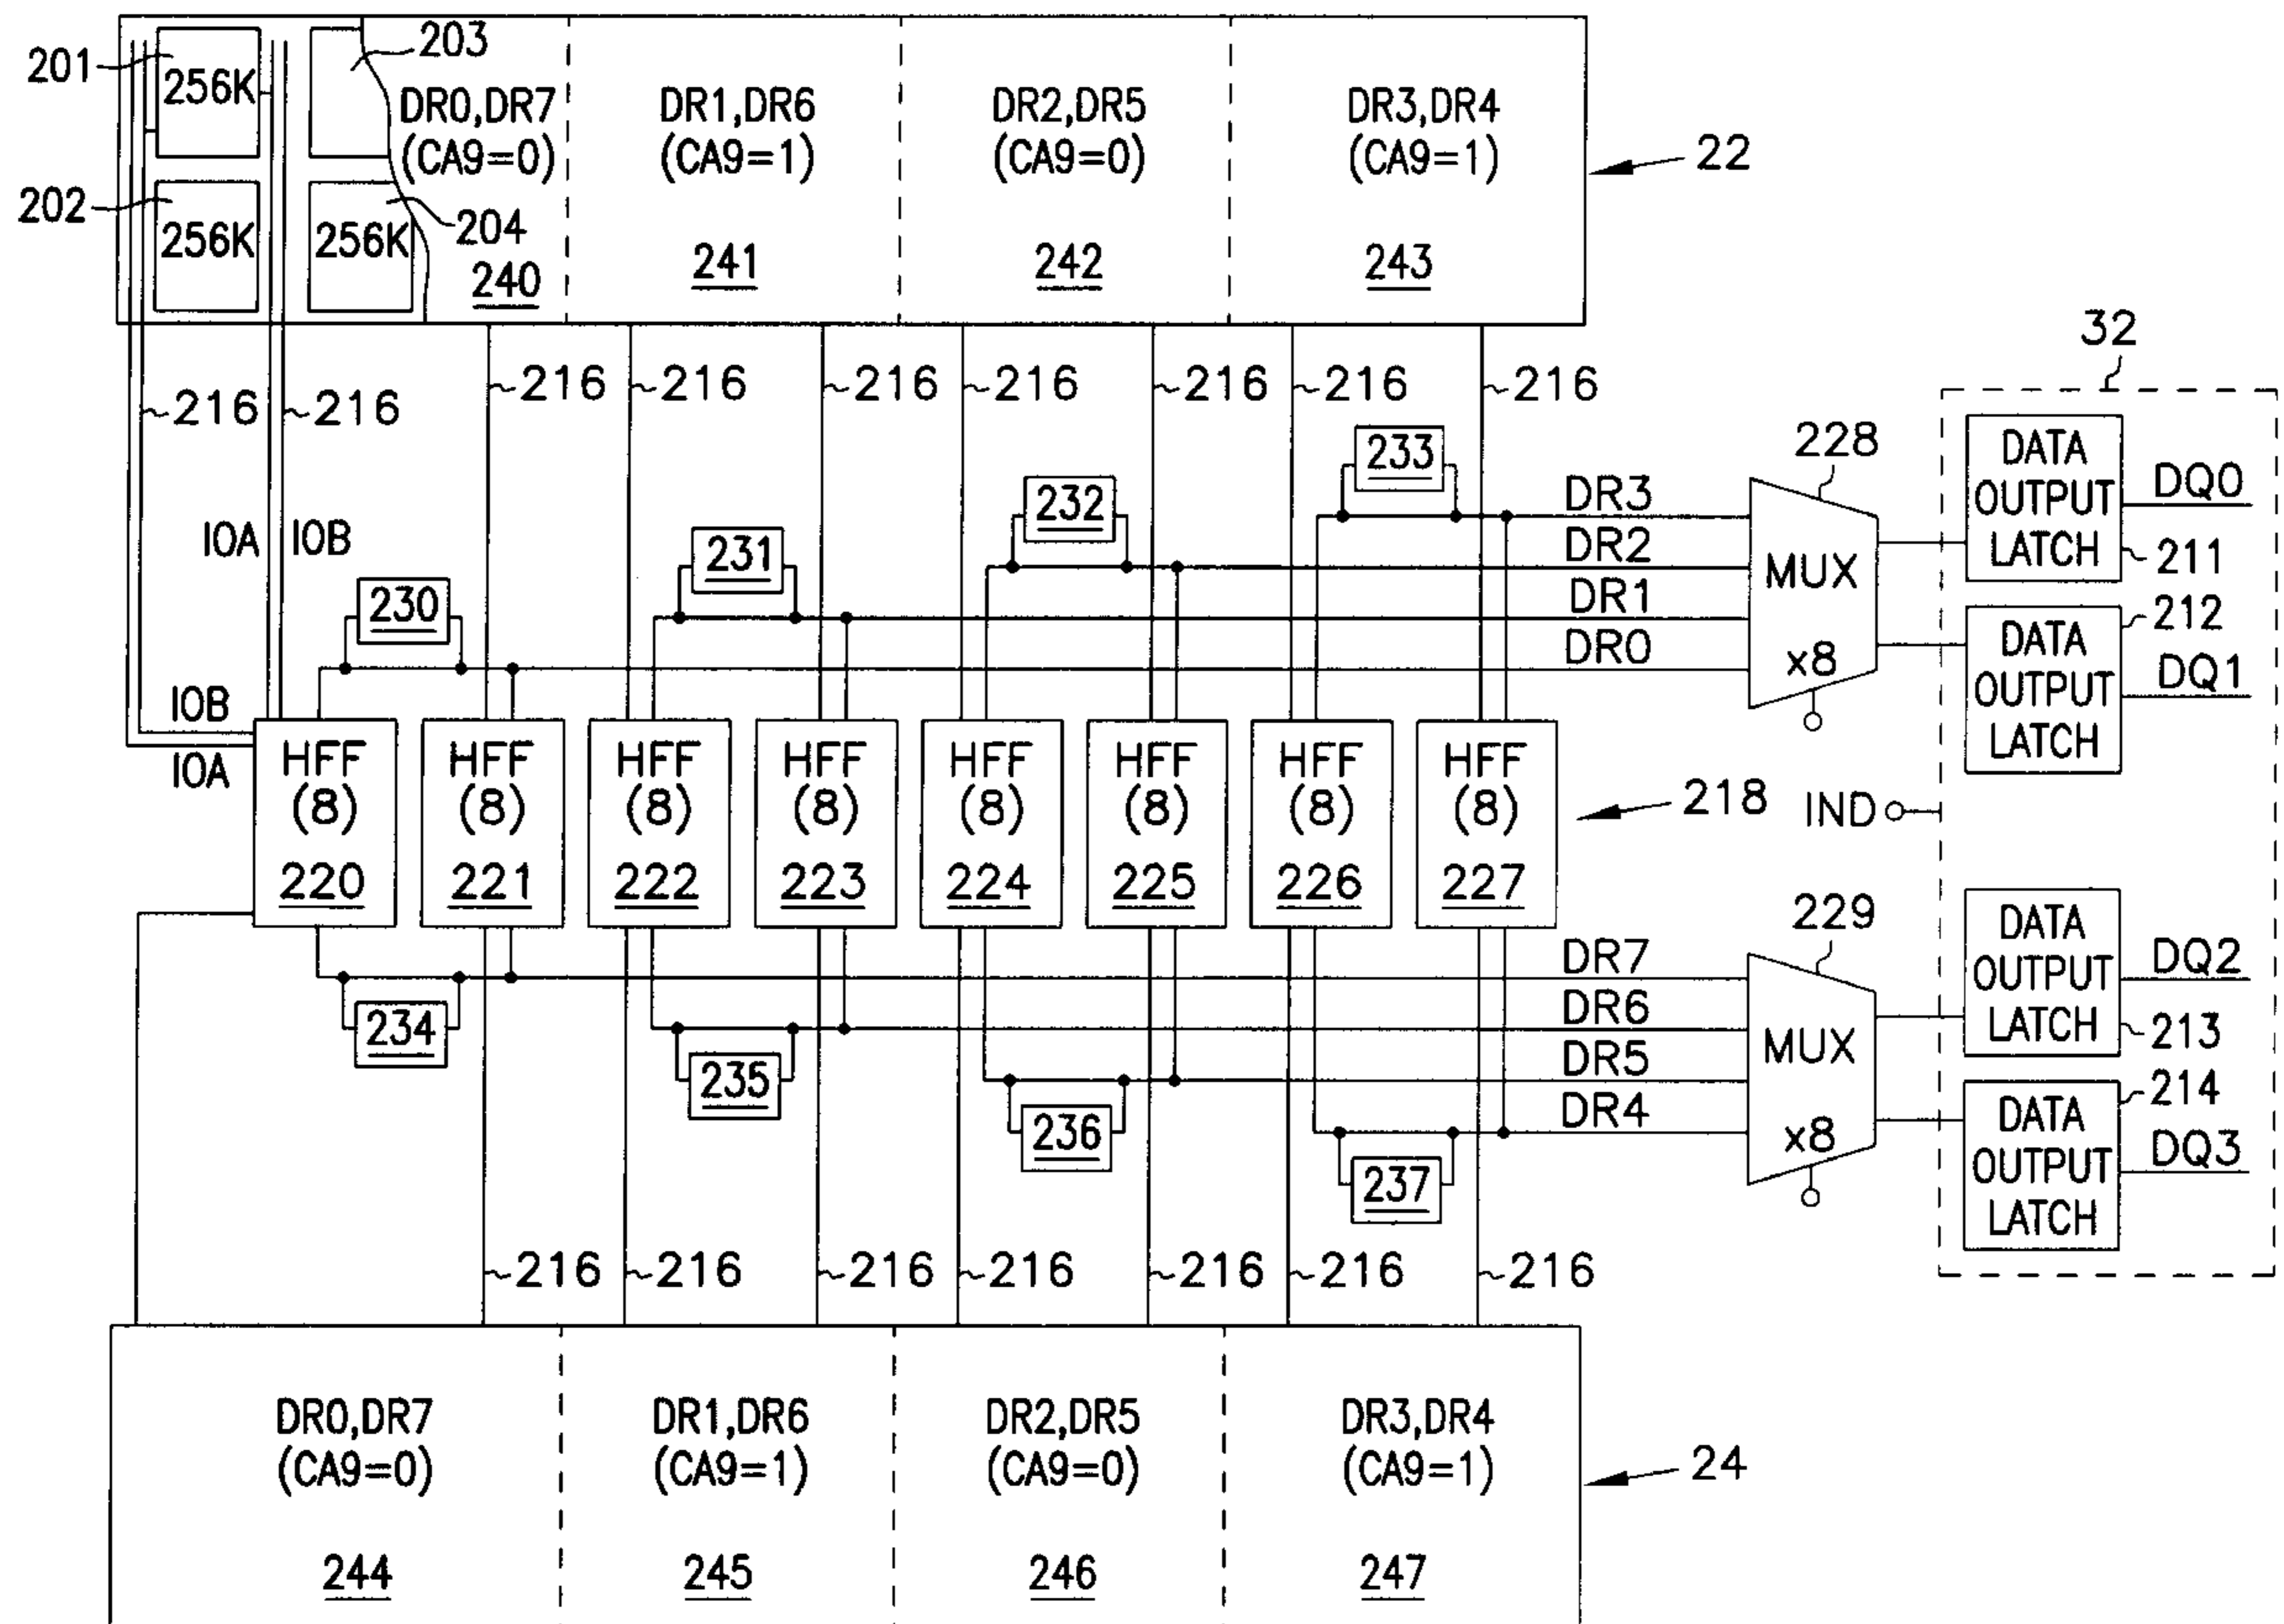 201
256K
203
202
256K
256K
204
DR0,DR7
(CA9=0)
240
DR1,DR6
(CA9=1)
241
DR2,DR5
(CA9=0)
242
DR3,DR4
(CA9=1)
243
22
216
216
216
216
216
216
216
216
216
IOA
IOB
IOB
IOA
230
231
232
233
DR3
DR2
DR1
DR0
228
MUX
x8
32
DATA
OUTPUT
LATCH
211
DQ0
DATA
OUTPUT
LATCH
212
DQ1
HFF
(8)
220
HFF
(8)
221
HFF
(8)
222
HFF
(8)
223
HFF
(8)
224
HFF
(8)
225
HFF
(8)
226
HFF
(8)
227
218
IND
234
235
236
237
DR7
DR6
DR5
DR4
229
MUX
x8
DATA
OUTPUT
LATCH
213
DQ2
DATA
OUTPUT
LATCH
214
DQ3
216
216
216
216
216
216
216
DR0,DR7
(CA9=0)
244
DR1,DR6
(CA9=1)
245
DR2,DR5
(CA9=0)
246
DR3,DR4
(CA9=1)
247
24